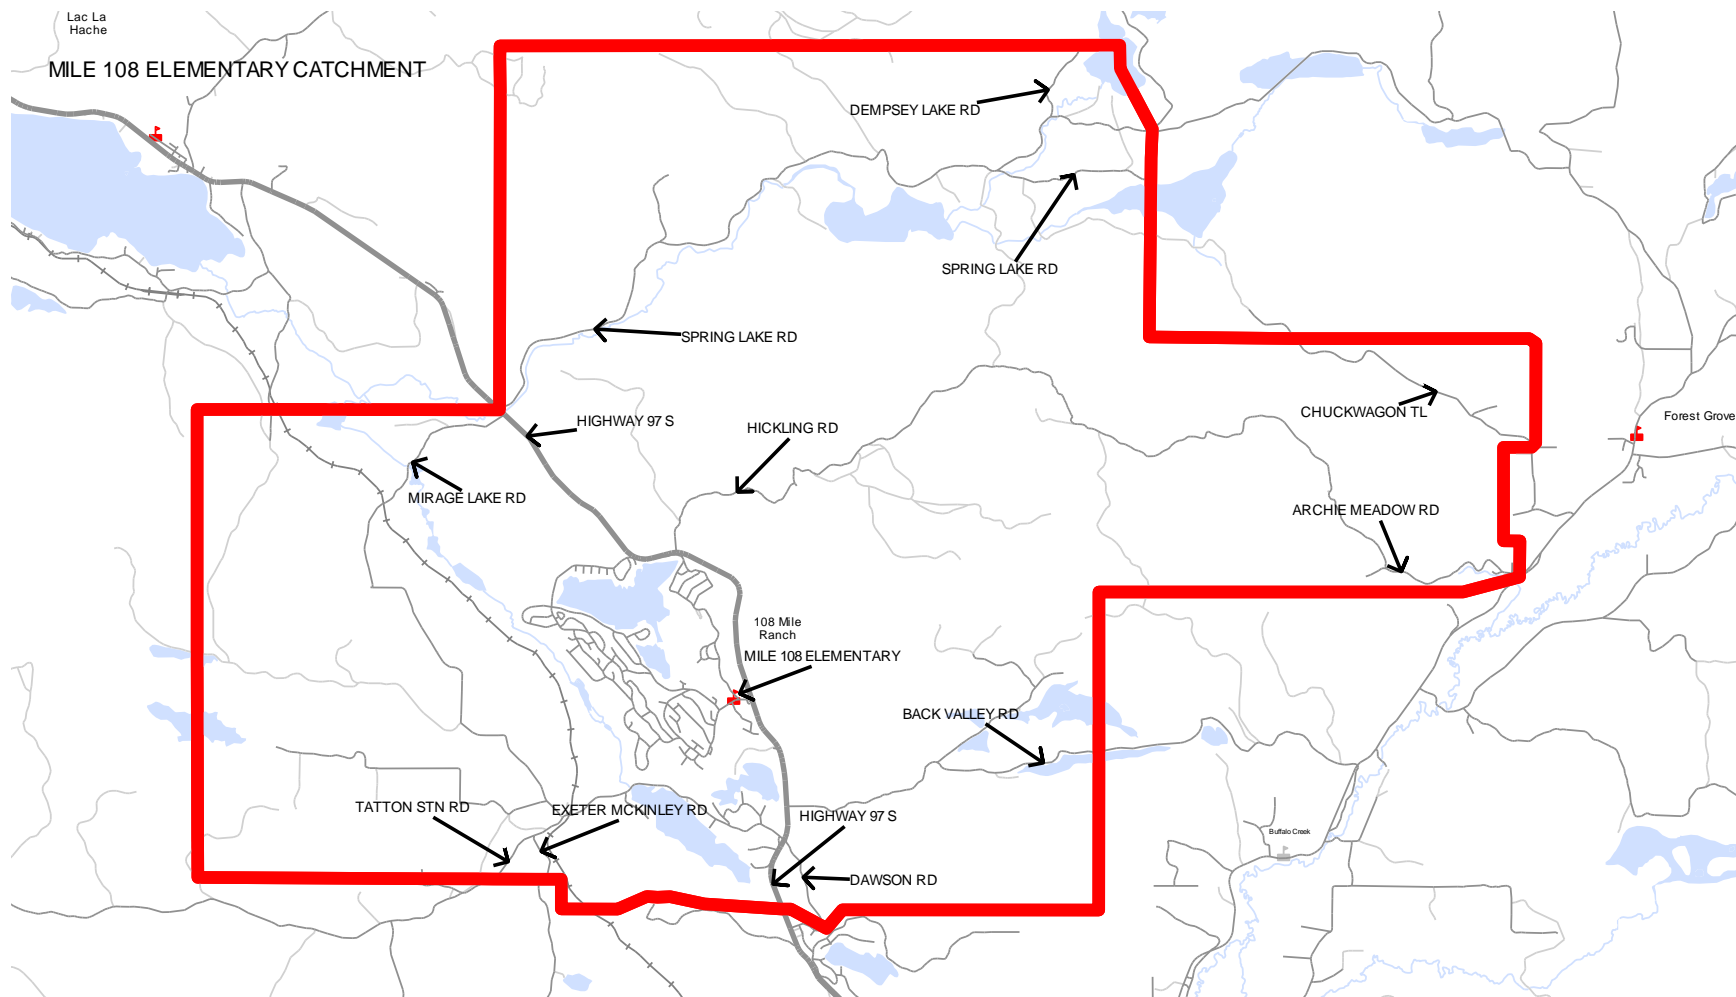 Lac La
Hache
MILE 108 ELEMENTARY CATCHMENT
DEMPSEY LAKE RD
SPRING LAKE RD
SPRING LAKE RD
CHUCKWAGON TL
Forest Grove
HIGHWAY 97 S
HICKLING RD
MIRAGE LAKE RD
ARCHIE MEADOW RD
108 Mile
Ranch
MILE 108 ELEMENTARY
BACK VALLEY RD
TATTON STN RD
EXETER MCKINLEY RD
HIGHWAY 97 S
Buffalo Creek
DAWSON RD